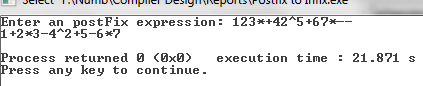 Select "T:\Numb\Compiler Design\Reports\Postfix to Infix.exe"
Enter an postFix expression: 123*+42^5+67*--
1+2*3-4^2+5-6*7
Process returned 0 (0x0)   execution time : 21.871 s
Press any key to continue.